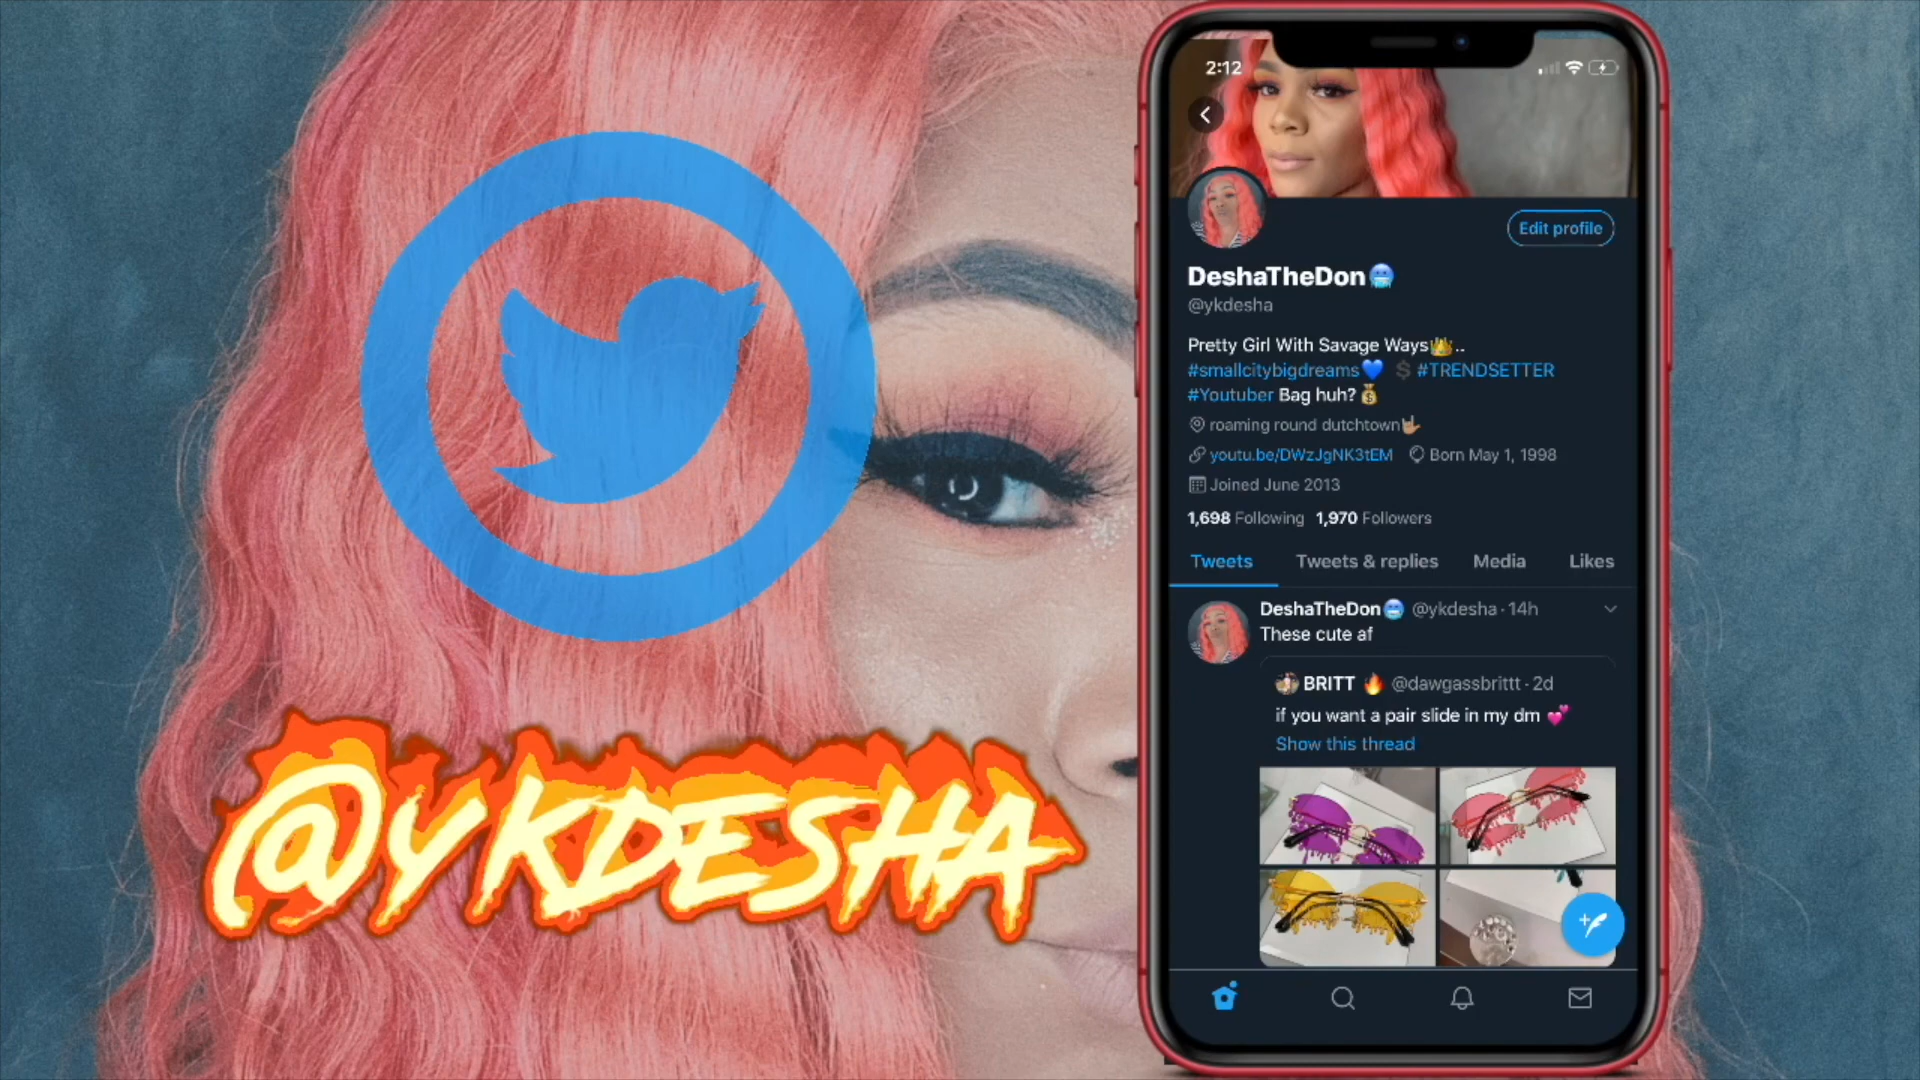 @YKDESHA
2:12
Edit profile
DeshaTheDon🥶
@ykdesha
Pretty Girl With Savage Ways👑..
#smallcitybigdreams💙 💲 #TRENDSETTER
#Youtuber Bag huh?💰
roaming round dutchtown🤟🏽
youtu.be/DWzJgNK3tEM Born May 1, 1998
Joined June 2013
1,698 Following 1,970 Followers
Tweets Tweets & replies Media Likes
DeshaTheDon🥶 @ykdesha · 14h
These cute af
BRITT 🔥 @dawgassbrittt · 2d
if you want a pair slide in my dm 💕
Show this thread